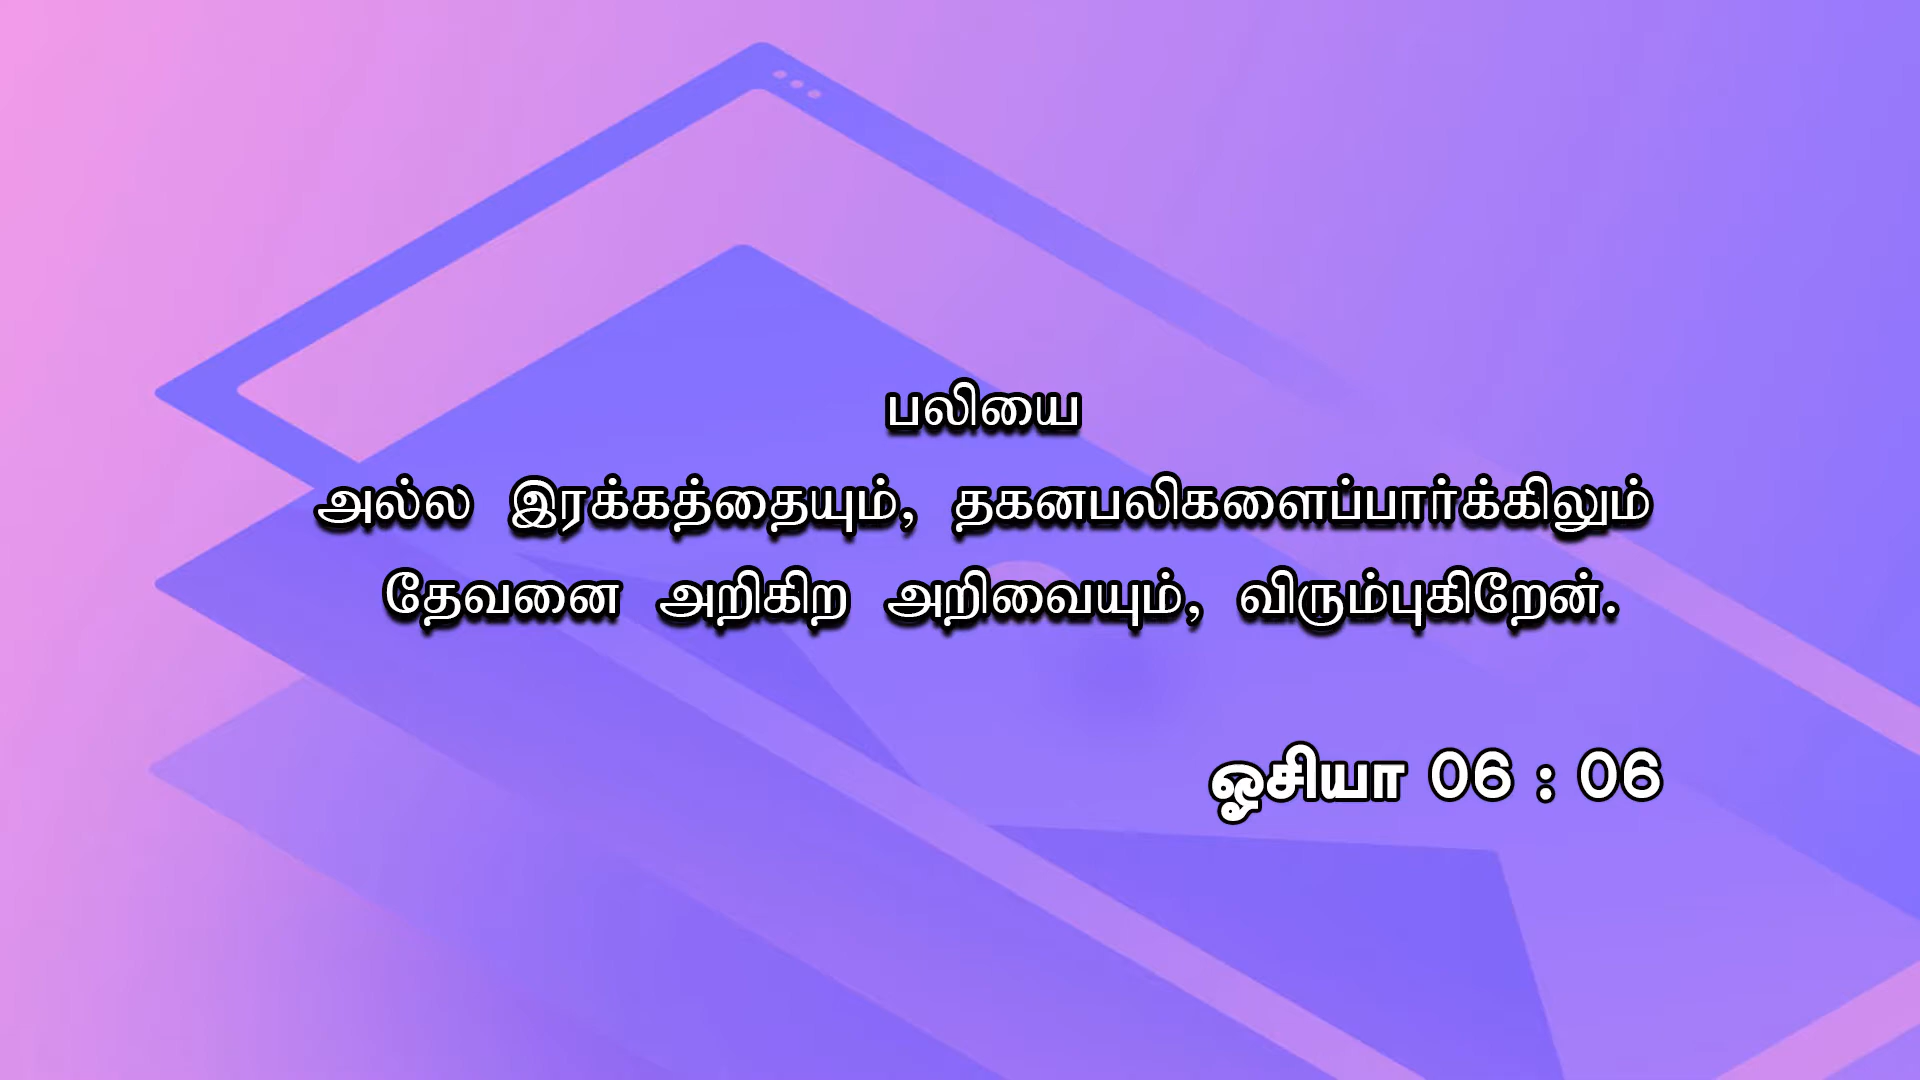 பலியை
அல்ல இரக்கத்தையும், தகனபலிகளைப்பார்க்கிலும்
தேவனை அறிகிற அறிவையும், விரும்புகிறேன்.
ஓசியா 06 : 06